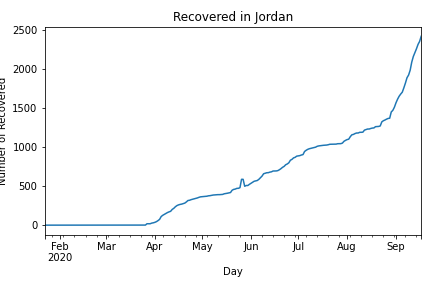 Recovered in Jordan
Number of Recovered
2500
2000
1500
1000
500
0
Feb
2020
Mar
Apr
May
Jun
Jul
Aug
Sep
Day